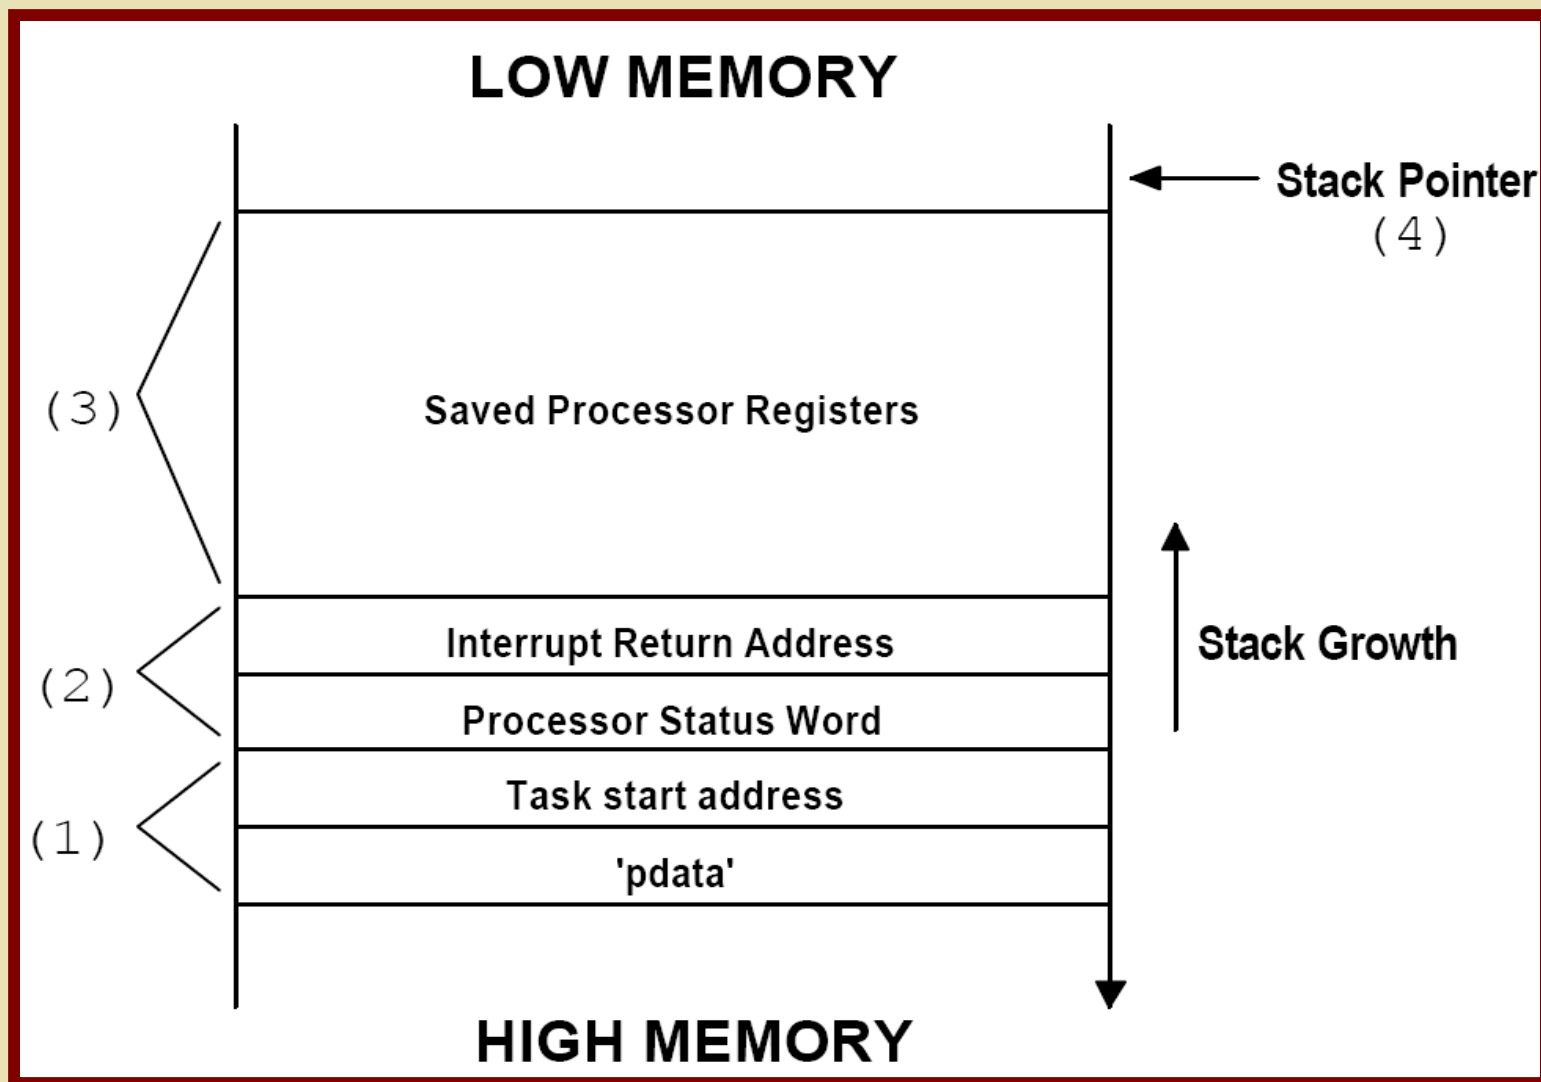 LOW MEMORY
Stack Pointer
(4)
(3)
Saved Processor Registers
Interrupt Return Address
Stack Growth
(2)
Processor Status Word
Task start address
(1)
'pdata'
HIGH MEMORY